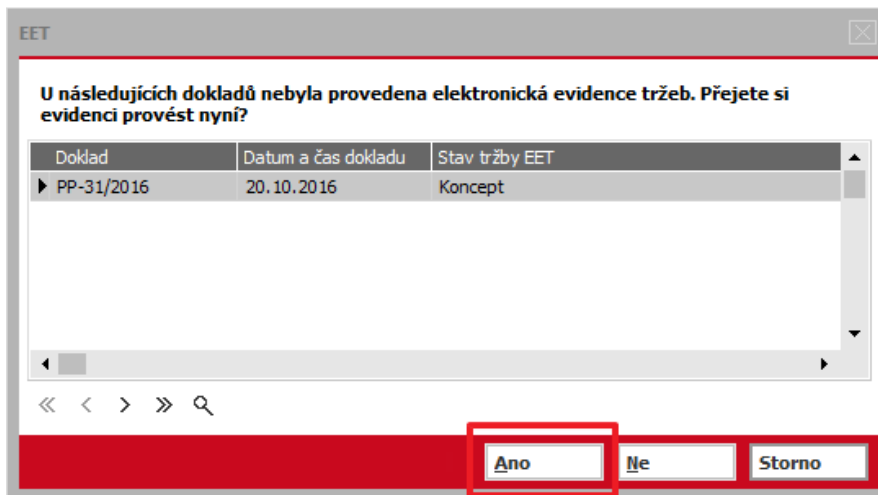 EET
U následujících dokladů nebyla provedena elektronická evidence tržeb. Přejete si
evidenci provést nyní?
Doklad Datum a čas dokladu Stav tržby EET
PP-31/2016 20.10.2016 Koncept
Ano Ne Storno